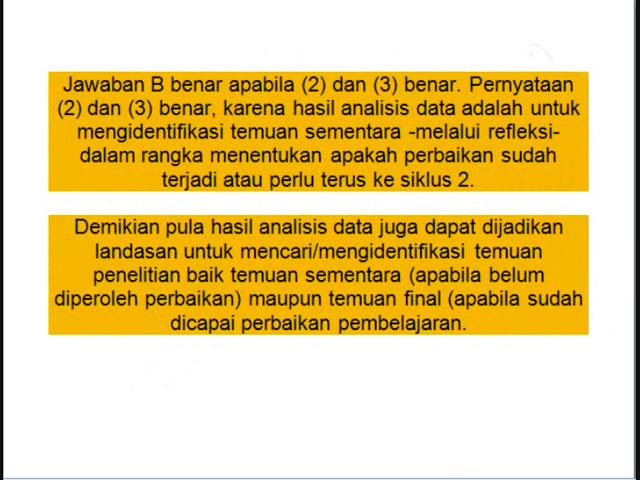 Jawaban B benar apabila (2) dan (3) benar. Pernyataan
(2) dan (3) benar, karena hasil analisis data adalah untuk
mengidentifikasi temuan sementara -melalui refleksi-
dalam rangka menentukan apakah perbaikan sudah
terjadi atau perlu terus ke siklus 2.
Demikian pula hasil analisis data juga dapat dijadikan
landasan untuk mencari/mengidentifikasi temuan
penelitian baik temuan sementara (apabila belum
diperoleh perbaikan) maupun temuan final (apabila sudah
dicapai perbaikan pembelajaran.